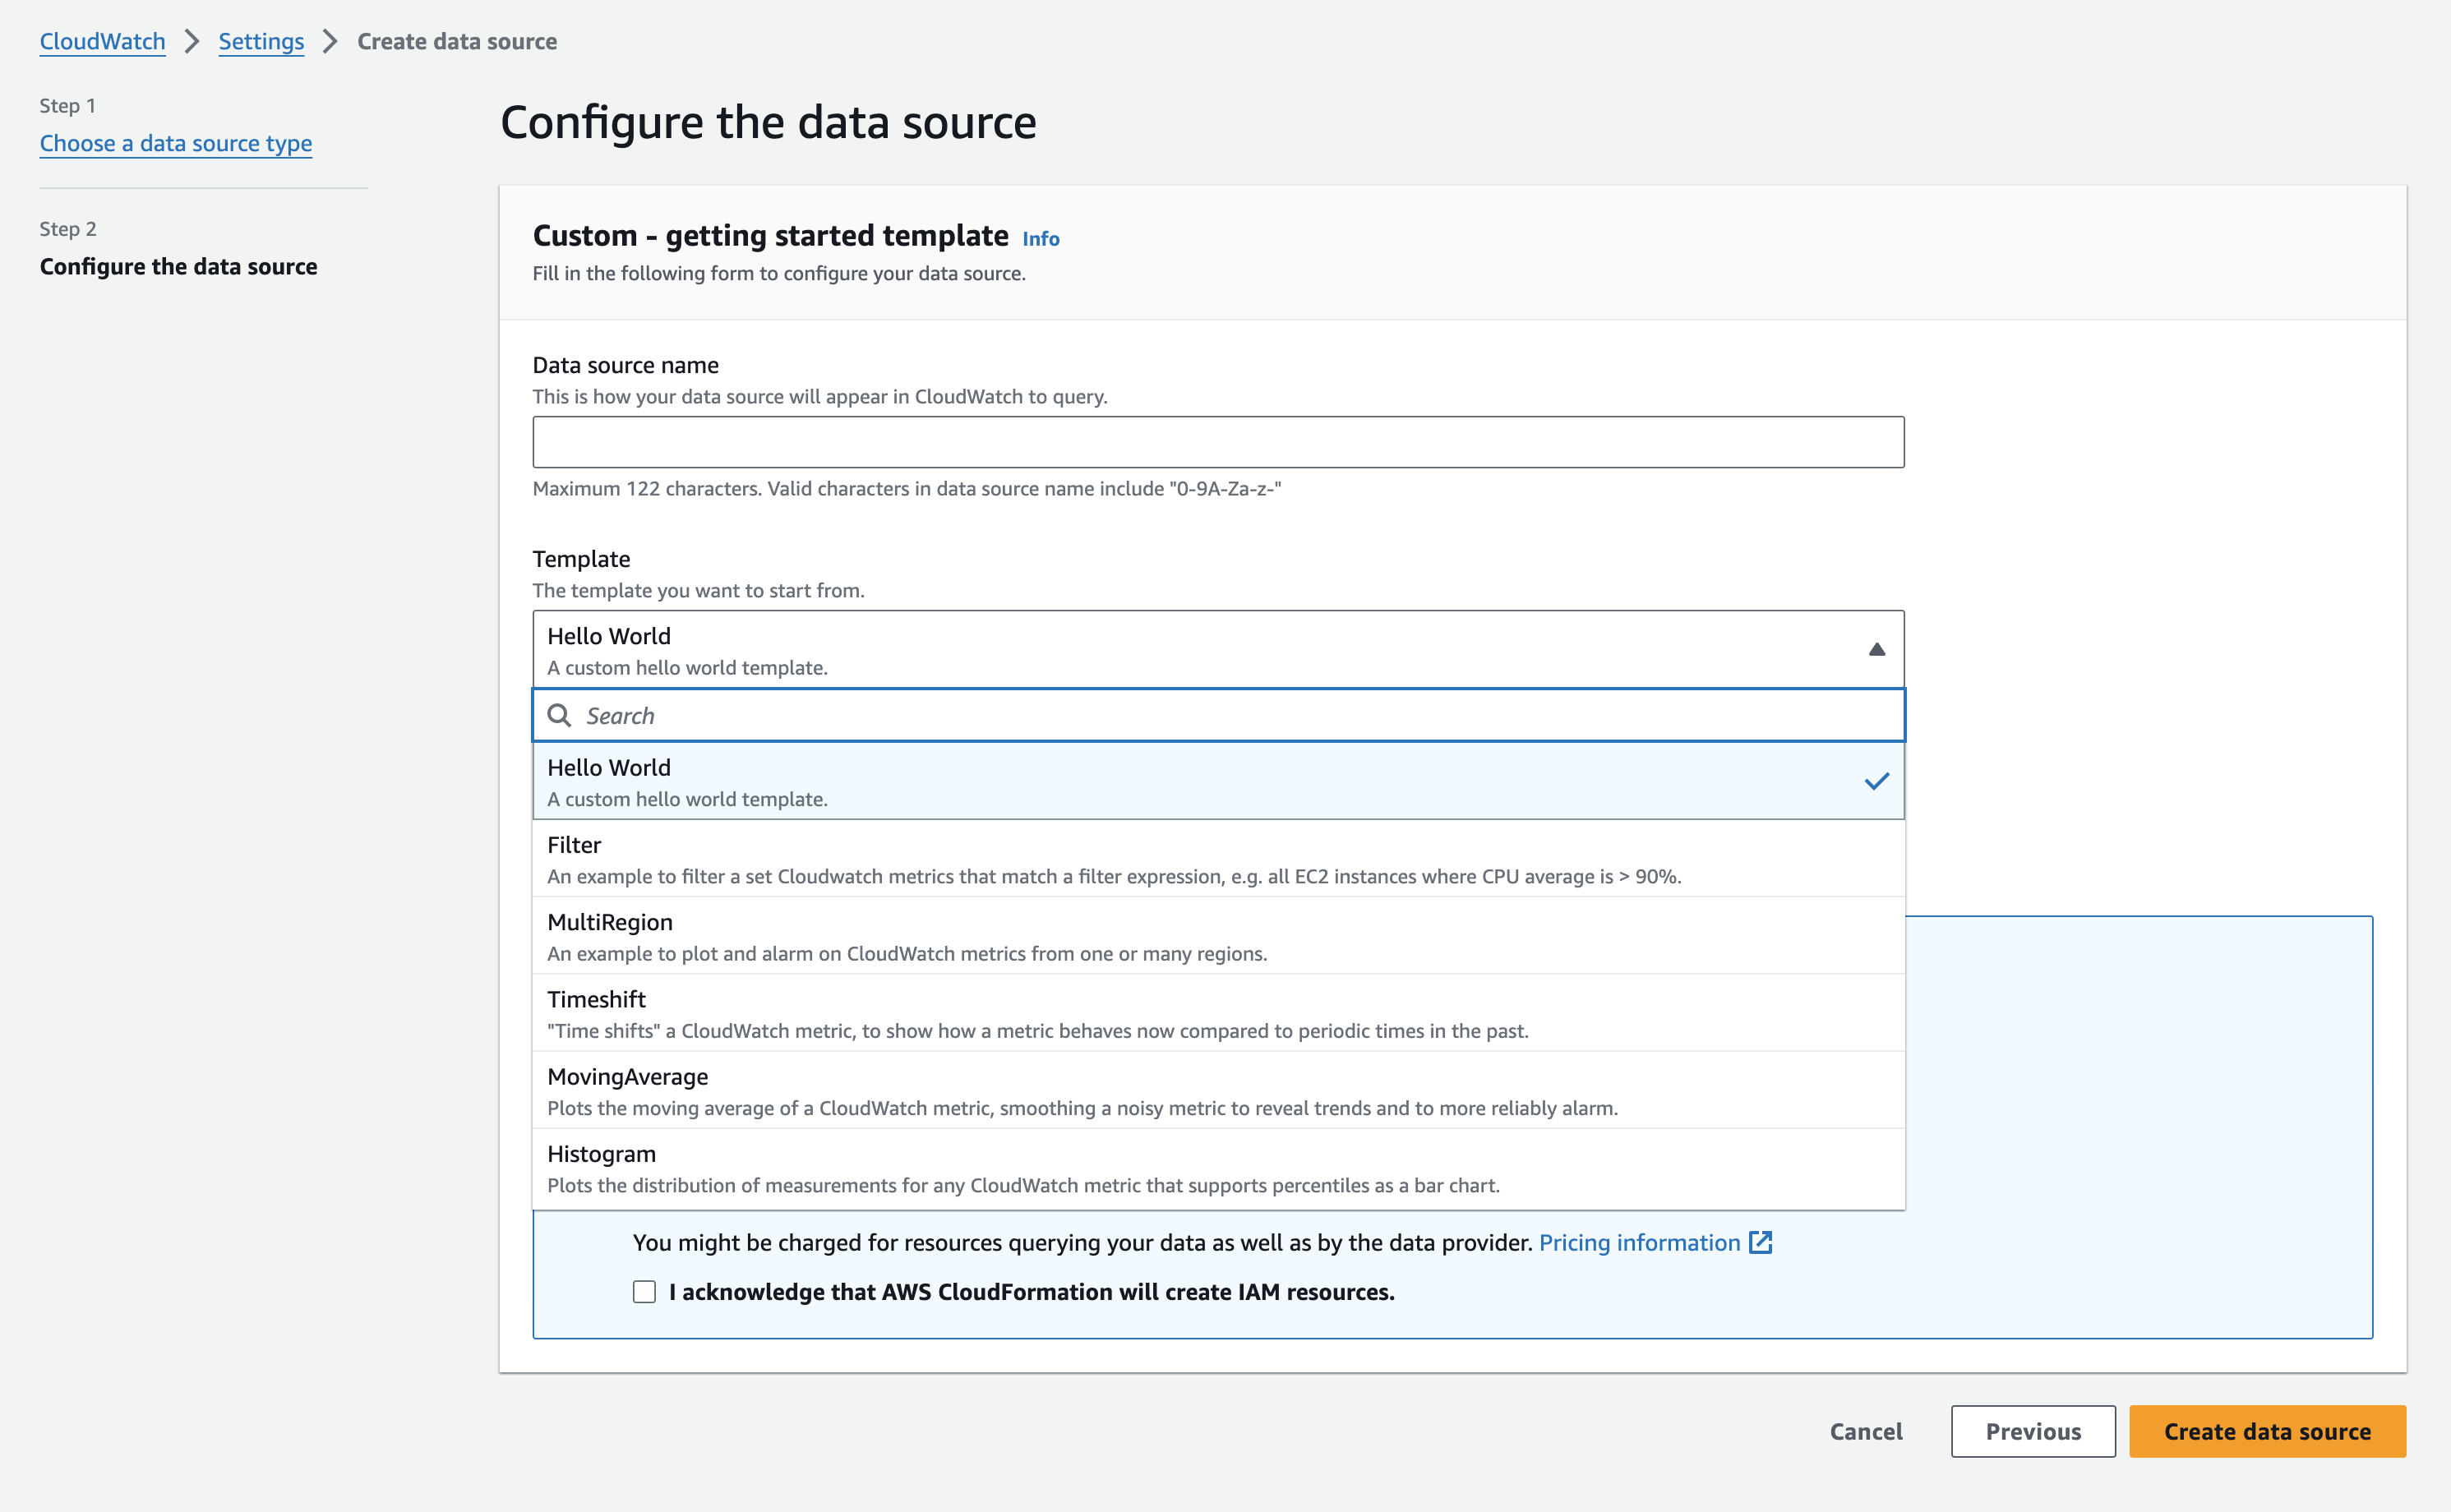 CloudWatch > Settings > Create data source
Step 1
Choose a data source type
Step 2
Configure the data source
Configure the data source
Custom - getting started template Info
Fill in the following form to configure your data source.
Data source name
This is how your data source will appear in CloudWatch to query.
Maximum 122 characters. Valid characters in data source name include "0-9A-Za-z-"
Template
The template you want to start from.
Hello World
A custom hello world template.
Search
Hello World
A custom hello world template.
Filter
An example to filter a set Cloudwatch metrics that match a filter expression, e.g. all EC2 instances where CPU average is > 90%.
MultiRegion
An example to plot and alarm on CloudWatch metrics from one or many regions.
Timeshift
"Time shifts" a CloudWatch metric, to show how a metric behaves now compared to periodic times in the past.
MovingAverage
Plots the moving average of a CloudWatch metric, smoothing a noisy metric to reveal trends and to more reliably alarm.
Histogram
Plots the distribution of measurements for any CloudWatch metric that supports percentiles as a bar chart.
You might be charged for resources querying your data as well as by the data provider. Pricing information
I acknowledge that AWS CloudFormation will create IAM resources.
Cancel
Previous
Create data source